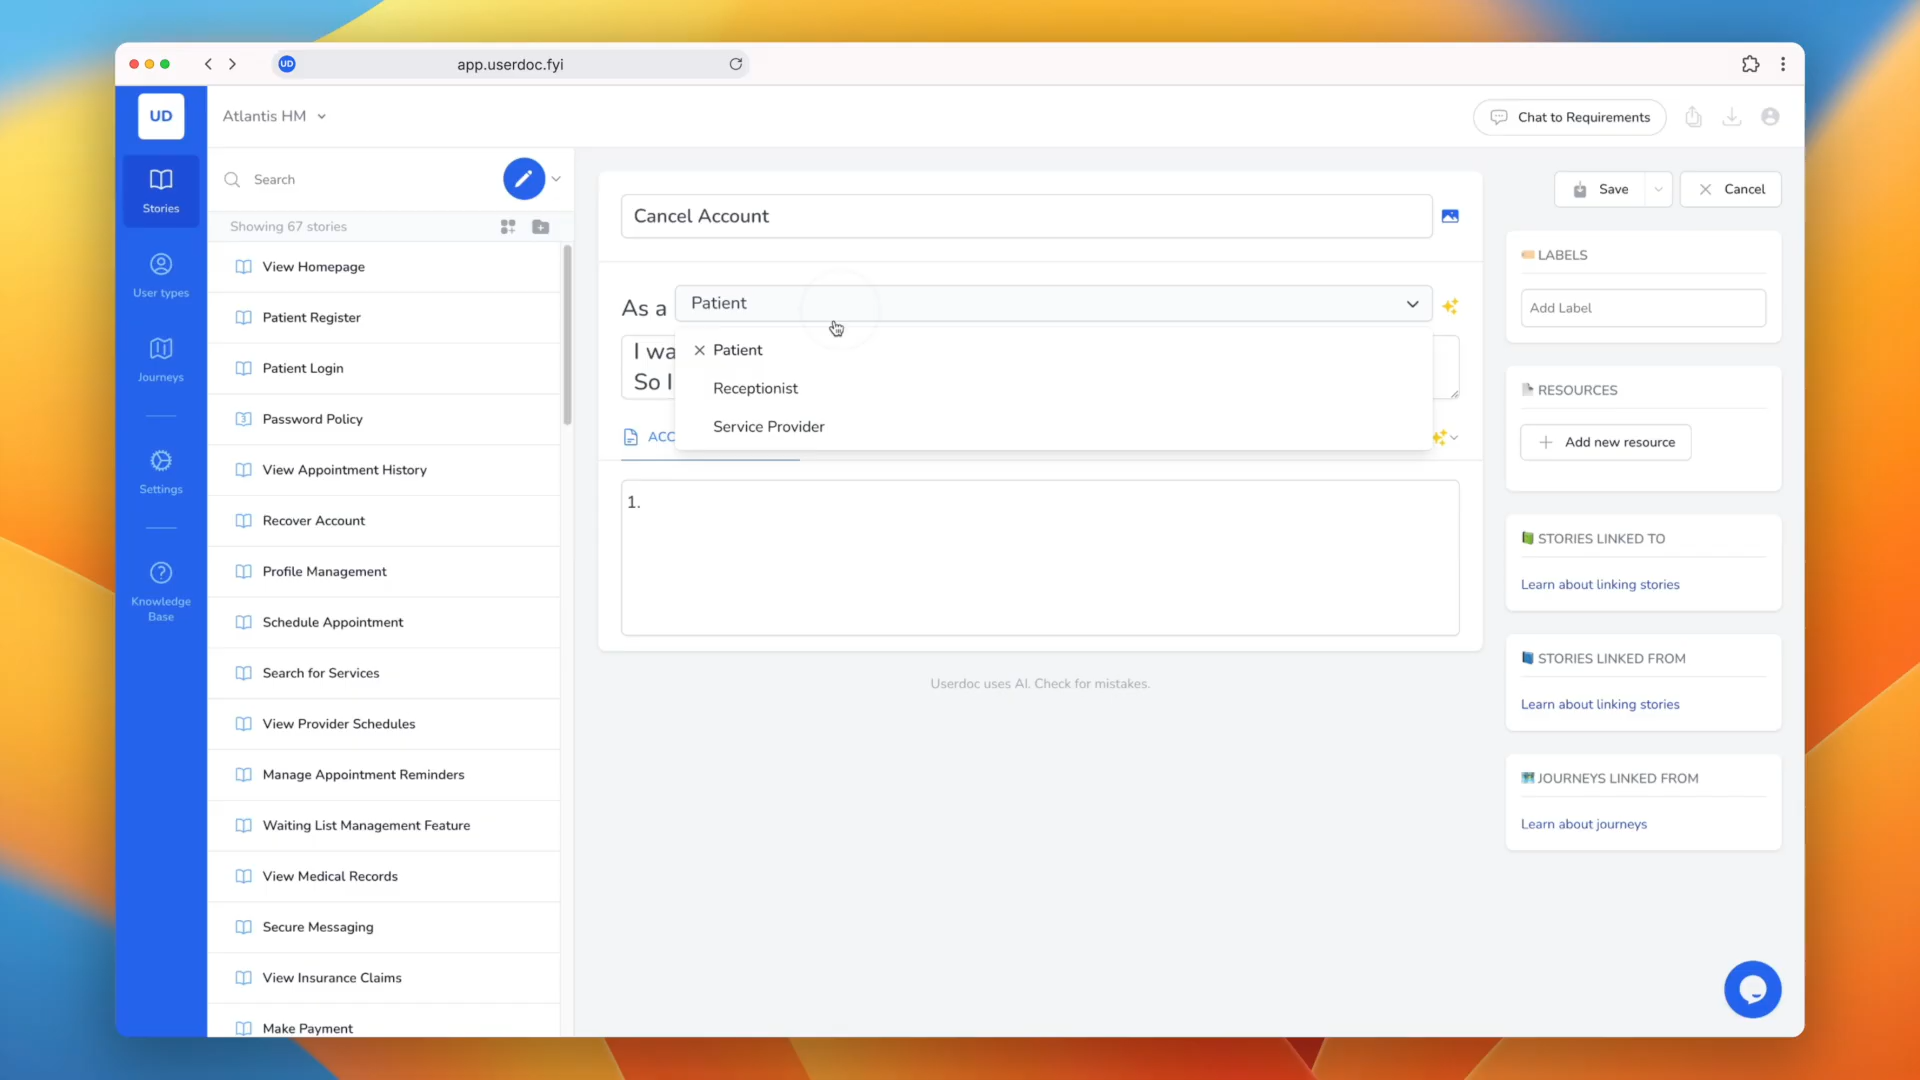 UD
app.userdoc.fyi
UD
Atlantis HM
Chat to Requirements
Stories
User types
Journeys
Settings
Knowledge
Base
Search
Showing 67 stories
View Homepage
Patient Register
Patient Login
3
Password Policy
View Appointment History
Recover Account
Profile Management
Schedule Appointment
Search for Services
View Provider Schedules
Manage Appointment Reminders
Waiting List Management Feature
View Medical Records
Secure Messaging
View Insurance Claims
Make Payment
Cancel Account
As a
Patient
I wa
So I
Patient
Receptionist
Service Provider
ACC
1.
Userdoc uses AI. Check for mistakes.
Save
Cancel
LABELS
Add Label
RESOURCES
Add new resource
STORIES LINKED TO
Learn about linking stories
STORIES LINKED FROM
Learn about linking stories
JOURNEYS LINKED FROM
Learn about journeys